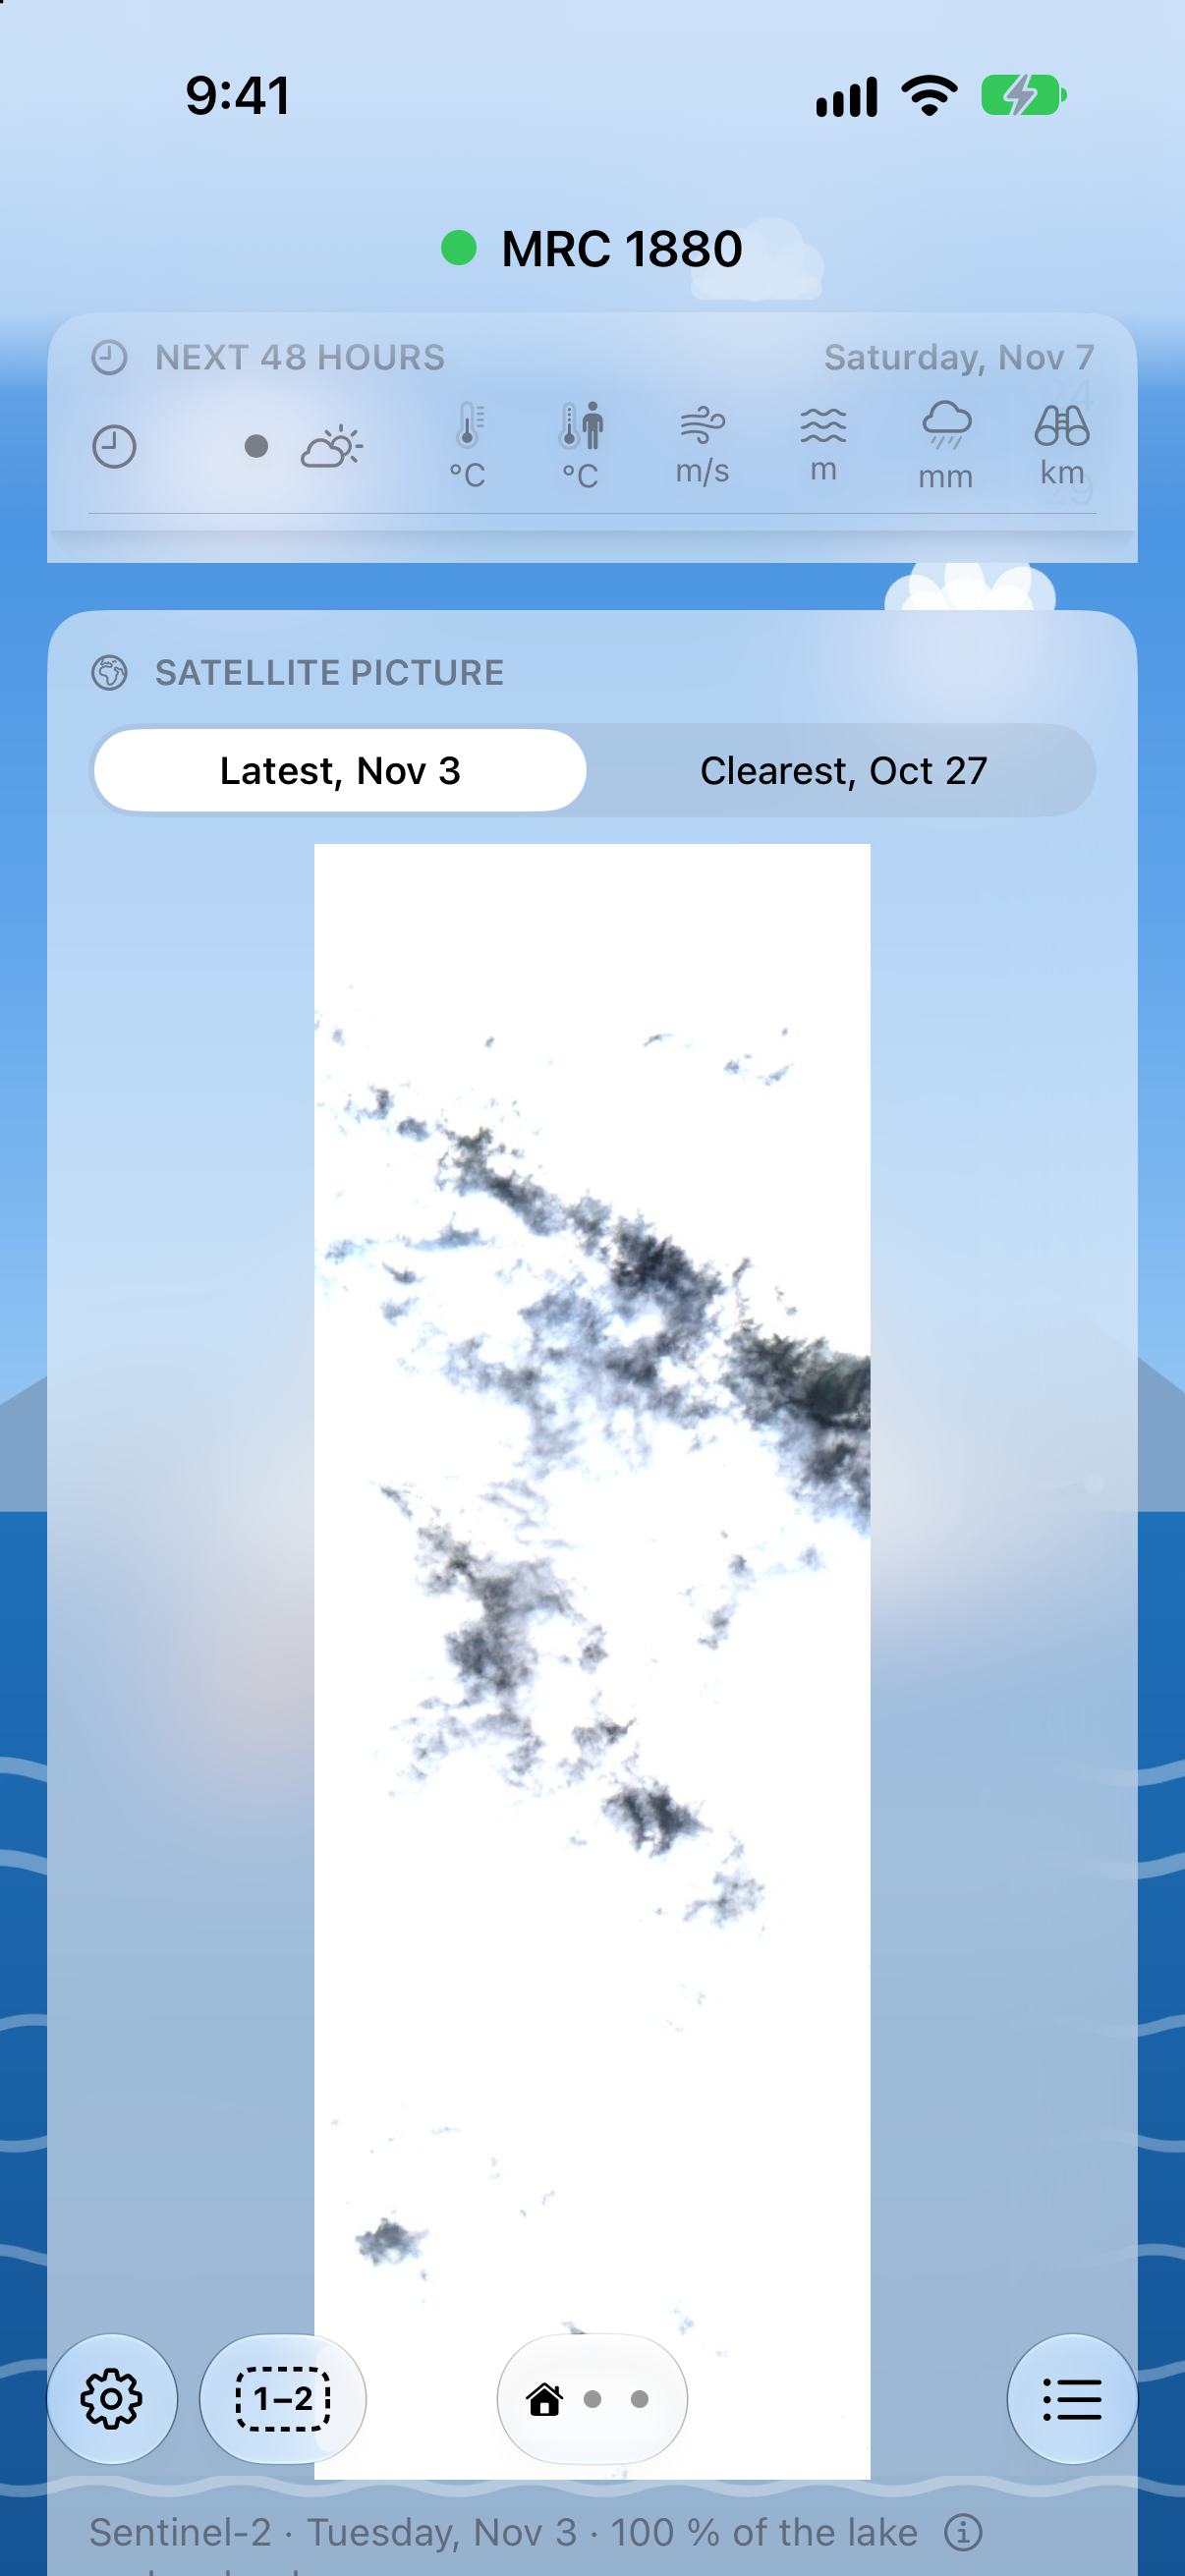 9:41
MRC 1880
NEXT 48 HOURS
Saturday, Nov 7
°C °C m/s m mm km
SATELLITE PICTURE
Latest, Nov 3
Clearest, Oct 27
1–2
Sentinel-2 · Tuesday, Nov 3 · 100 % of the lake